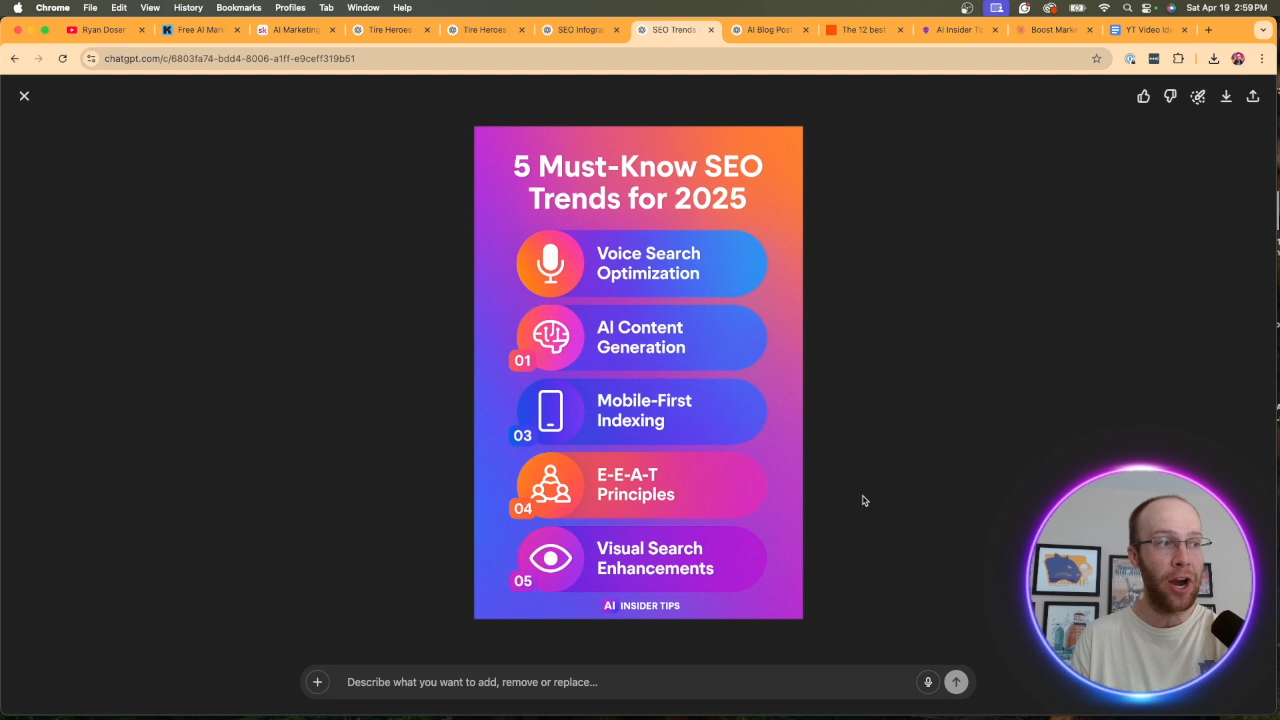 Chrome File Edit View History Bookmarks Profiles Tab Window Help
Sat Apr 19 2:59 PM
Ryan Doser
Free AI Mark
AI Marketing
Tire Heroes
Tire Heroes
SEO Infogra
SEO Trends
AI Blog Post
The 12 best
AI Insider Ti
Boost Marke
YT Video Id
chatgpt.com/c/6803fa74-bdd4-8006-a1ff-e9ceff319b51
5 Must-Know SEO
Trends for 2025
Voice Search
Optimization
AI Content
Generation
01
Mobile-First
Indexing
03
E-E-A-T
Principles
04
Visual Search
Enhancements
05
AI INSIDER TIPS
Describe what you want to add, remove or replace...